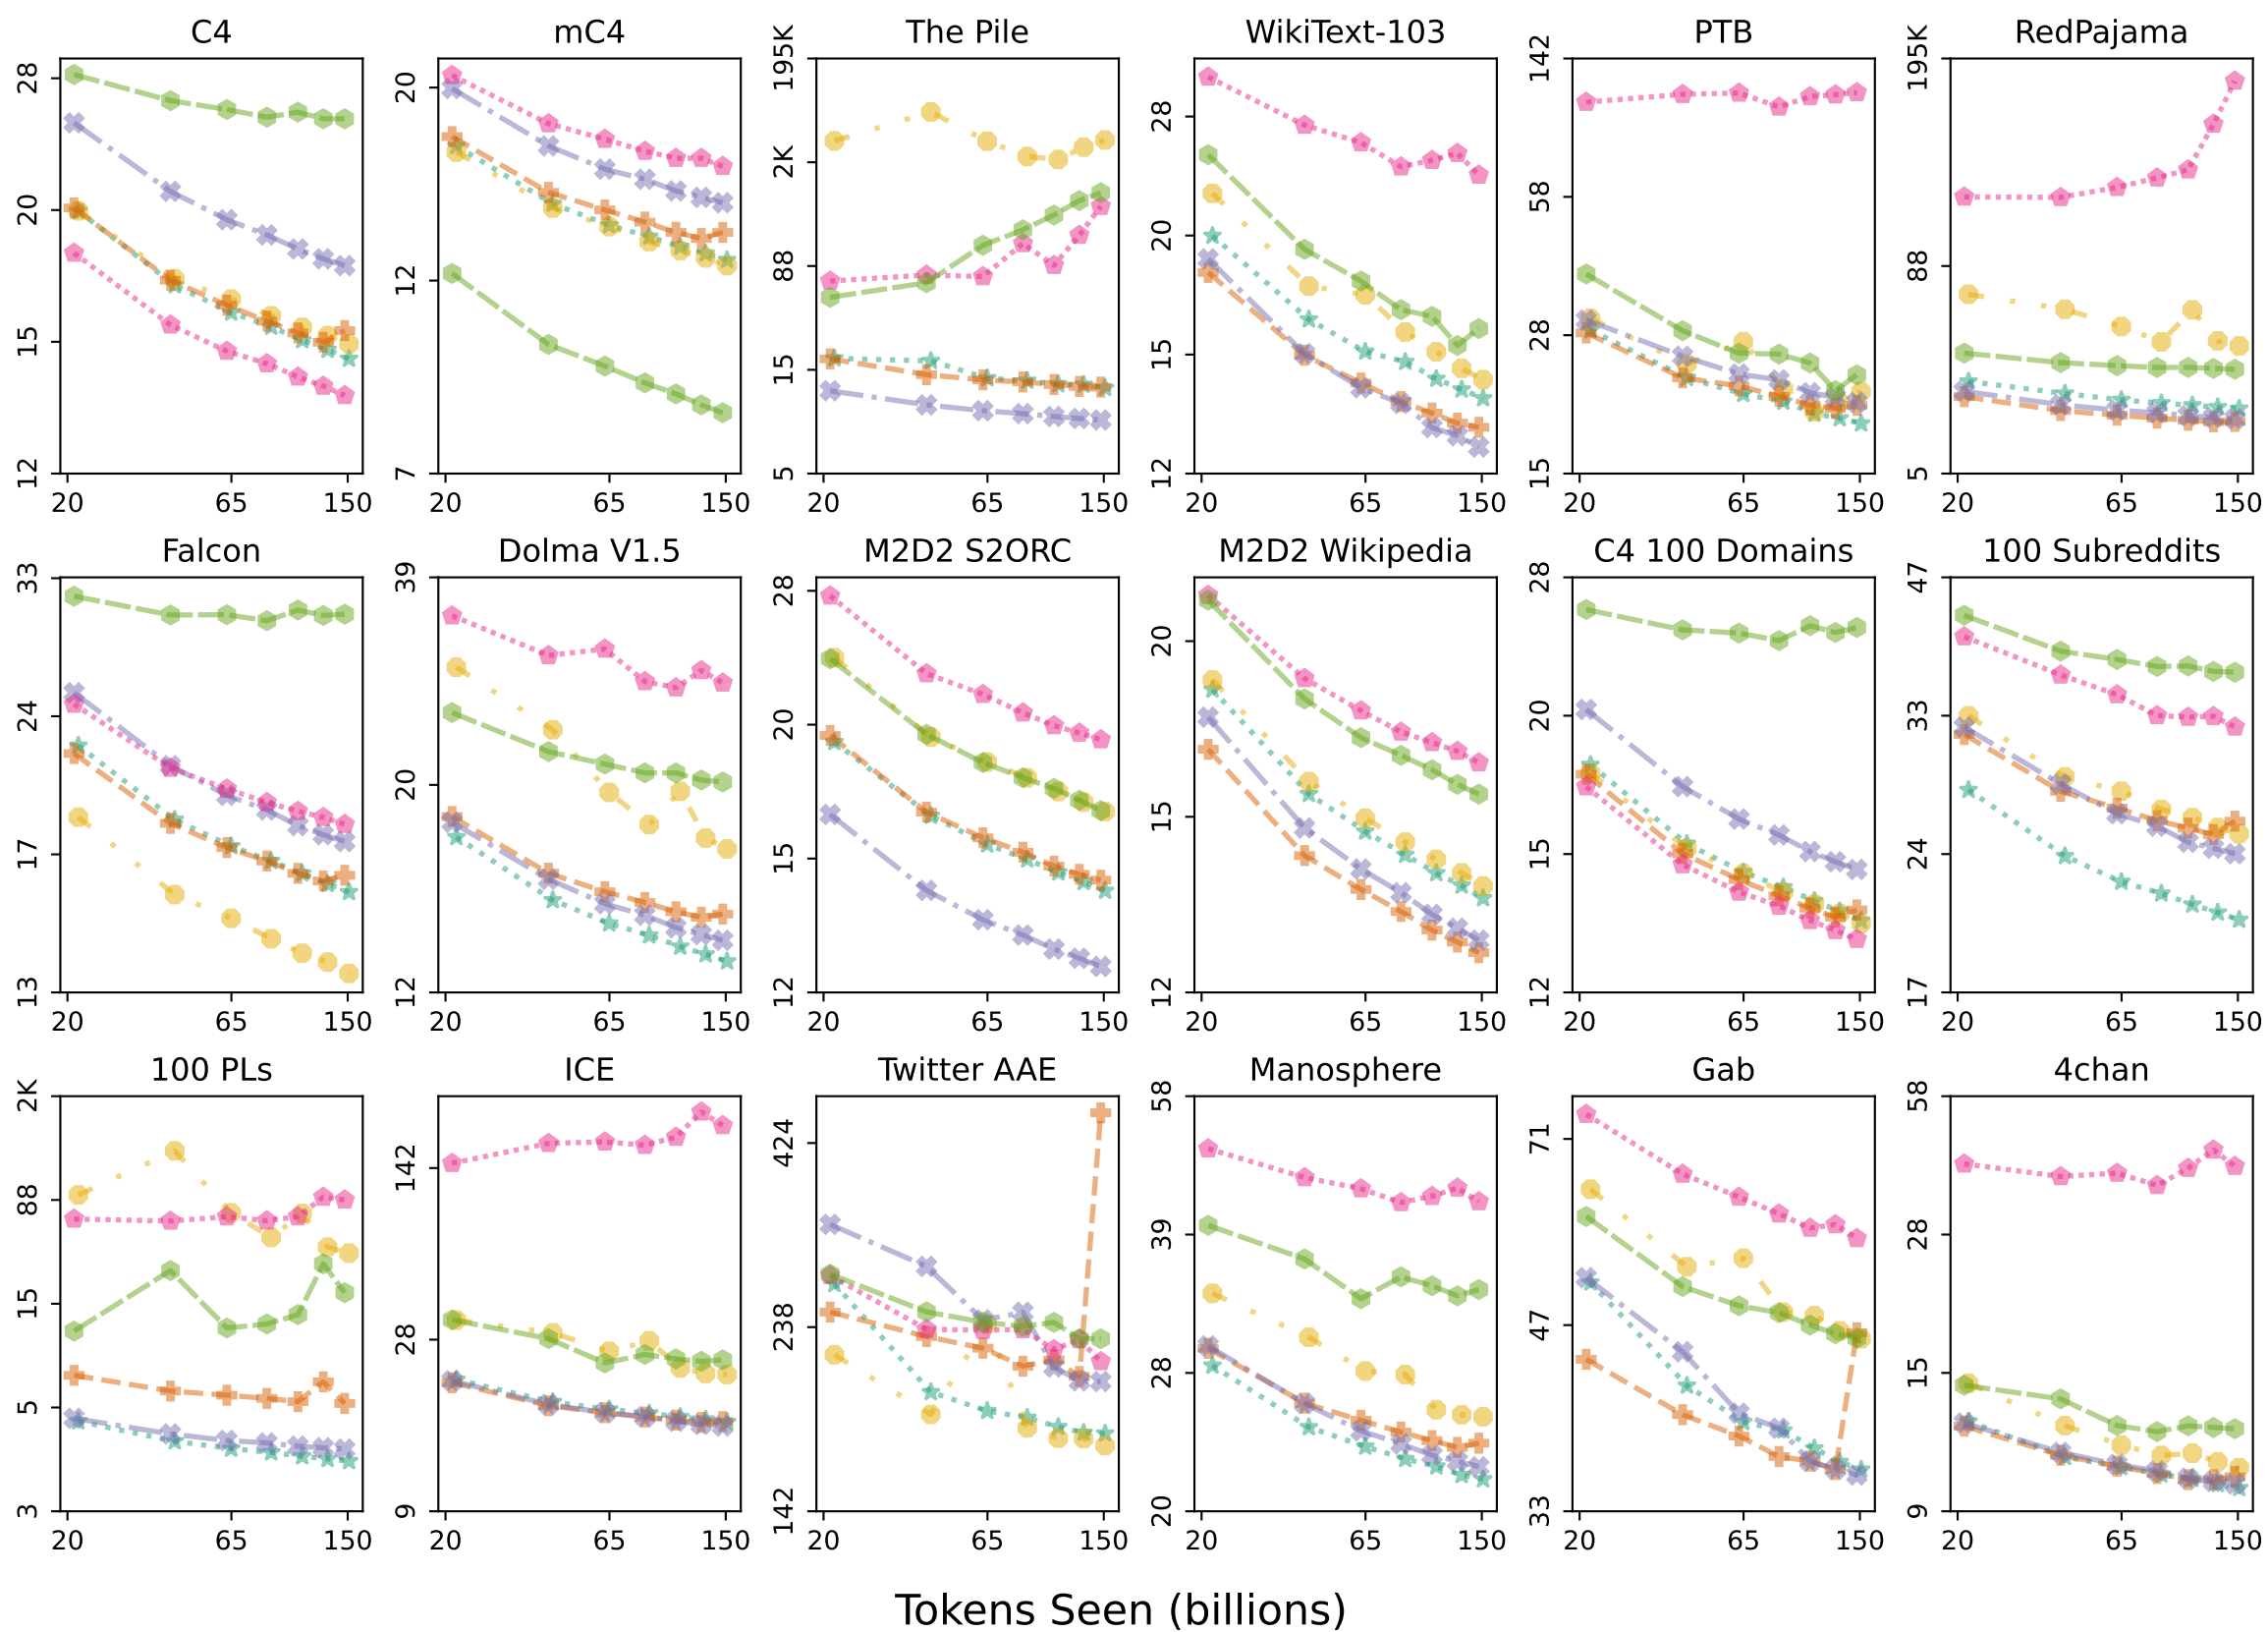 C4 mC4 The Pile WikiText-103 PTB RedPajama
28 20 15 12
20 12 7
195K 2K 88 15 5
28 20 15 12
142 58 28 15
195K 88 5
20 65 150 20 65 150 20 65 150 20 65 150 20 65 150 20 65 150
Falcon Dolma V1.5 M2D2 S2ORC M2D2 Wikipedia C4 100 Domains 100 Subreddits
33 24 17 13
39 20 12
28 20 15 12
20 15 12
28 20 15 12
47 33 24 17
20 65 150 20 65 150 20 65 150 20 65 150 20 65 150 20 65 150
100 PLs ICE Twitter AAE Manosphere Gab 4chan
2K 88 15 5 3
142 28 9
424 238 142
58 39 28 20
71 47 33
58 28 15 9
20 65 150 20 65 150 20 65 150 20 65 150 20 65 150 20 65 150
Tokens Seen (billions)